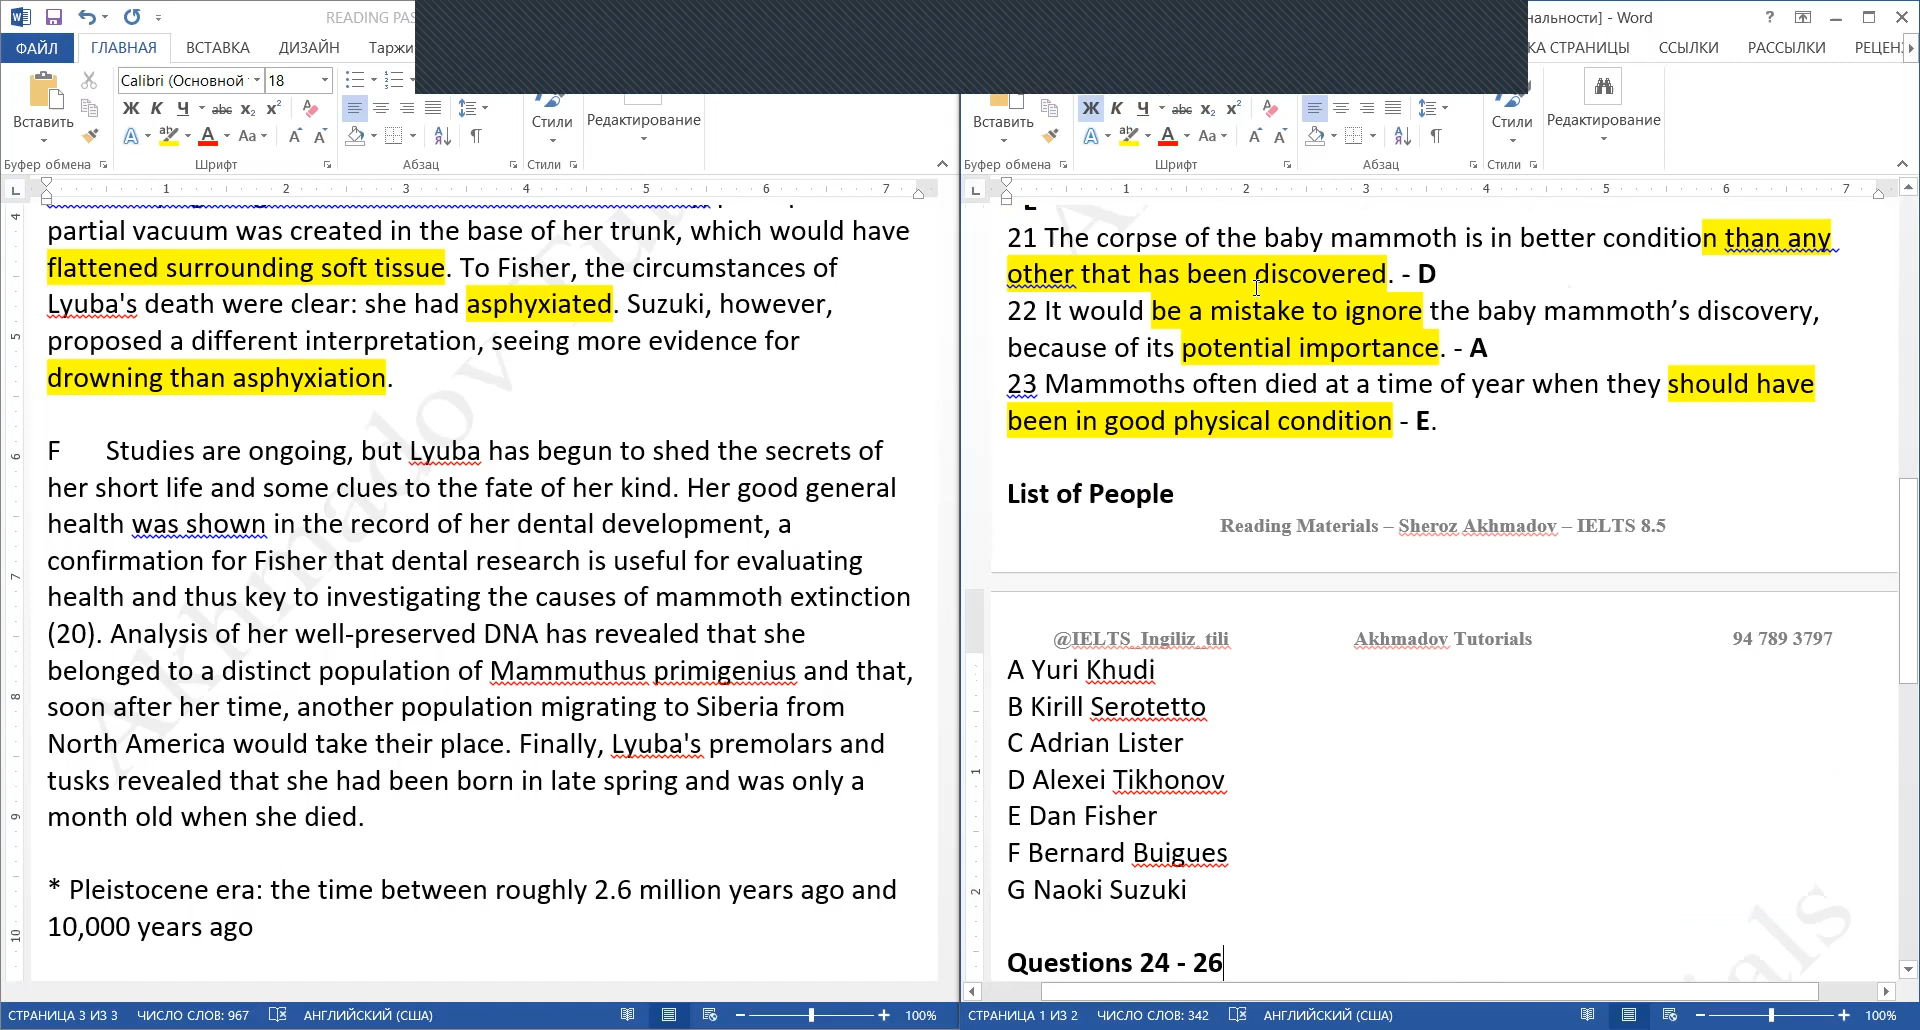 READING PAS
нальности] - Word
ФАЙЛ ГЛАВНАЯ ВСТАВКА ДИЗАЙН
КА СТРАНИЦЫ ССЫЛКИ РАССЫЛКИ РЕЦЕН
Calibri (Основной 18
Вставить
Стили
Редактирование
Буфер обмена Шрифт Абзац Стили
Вставить
Стили
Редактирование
Буфер обмена Шрифт Абзац Стили
partial vacuum was created in the base of her trunk, which would have
flattened surrounding soft tissue. To Fisher, the circumstances of
Lyuba's death were clear: she had asphyxiated. Suzuki, however,
proposed a different interpretation, seeing more evidence for
drowning than asphyxiation.
F Studies are ongoing, but Lyuba has begun to shed the secrets of
her short life and some clues to the fate of her kind. Her good general
health was shown in the record of her dental development, a
confirmation for Fisher that dental research is useful for evaluating
health and thus key to investigating the causes of mammoth extinction
(20). Analysis of her well-preserved DNA has revealed that she
belonged to a distinct population of Mammuthus primigenius and that,
soon after her time, another population migrating to Siberia from
North America would take their place. Finally, Lyuba's premolars and
tusks revealed that she had been born in late spring and was only a
month old when she died.
* Pleistocene era: the time between roughly 2.6 million years ago and
10,000 years ago
21 The corpse of the baby mammoth is in better condition than any
other that has been discovered. - D
22 It would be a mistake to ignore the baby mammoth’s discovery,
because of its potential importance. - A
23 Mammoths often died at a time of year when they should have
been in good physical condition - E.
List of People
Reading Materials – Sheroz Akhmadov – IELTS 8.5
@IELTS_Ingiliz_tili Akhmadov Tutorials 94 789 3797
A Yuri Khudi
B Kirill Serotetto
C Adrian Lister
D Alexei Tikhonov
E Dan Fisher
F Bernard Buigues
G Naoki Suzuki
Questions 24 - 26
СТРАНИЦА 3 ИЗ 3 ЧИСЛО СЛОВ: 967 АНГЛИЙСКИЙ (США) 100%
СТРАНИЦА 1 ИЗ 2 ЧИСЛО СЛОВ: 342 АНГЛИЙСКИЙ (США) 100%